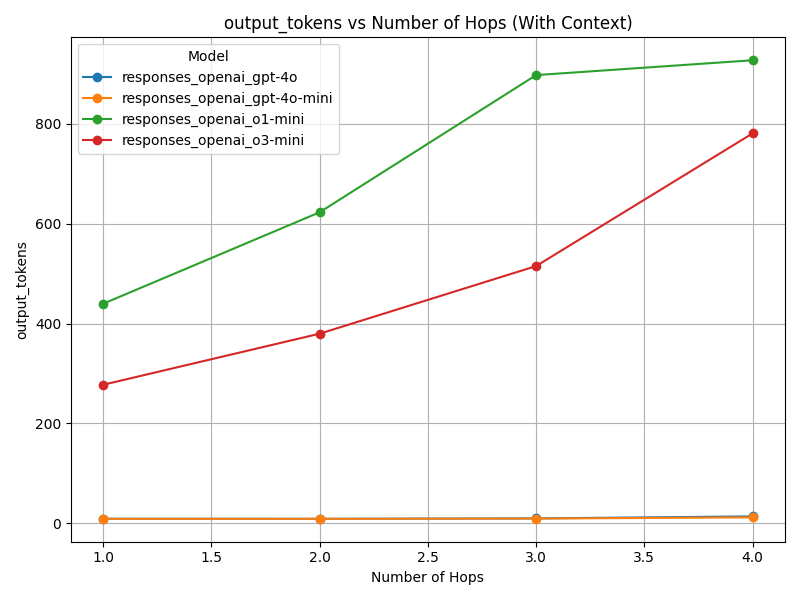 output_tokens vs Number of Hops (With Context)
Model
responses_openai_gpt-4o
responses_openai_gpt-4o-mini
responses_openai_o1-mini
responses_openai_o3-mini
output_tokens
800
600
400
200
0
1.0 1.5 2.0 2.5 3.0 3.5 4.0
Number of Hops